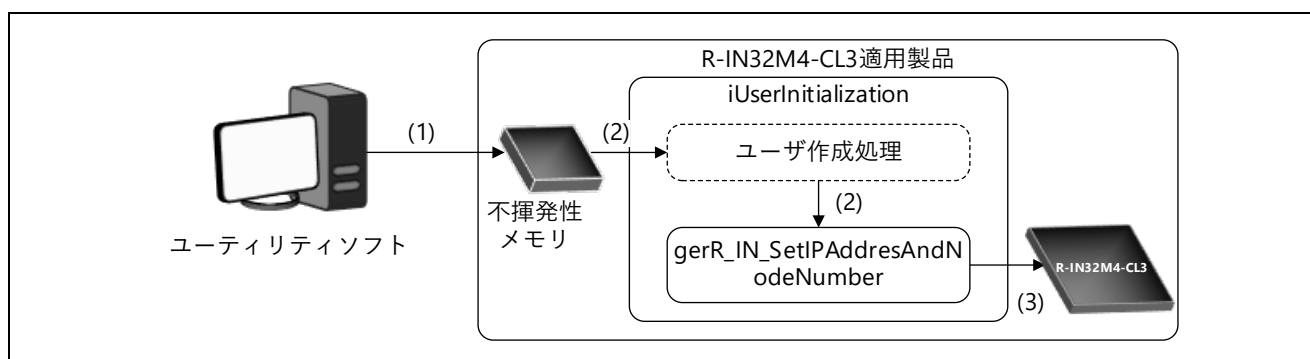 R-IN32M4-CL3適用製品
iUserInitialization
(1)
(2)
ユーザ作成処理
(2)
不揮発性
メモリ
ユーティリティソフト
gerR_IN_SetIPAddresAndN
odeNumber
R-IN32M4-CL3
(3)